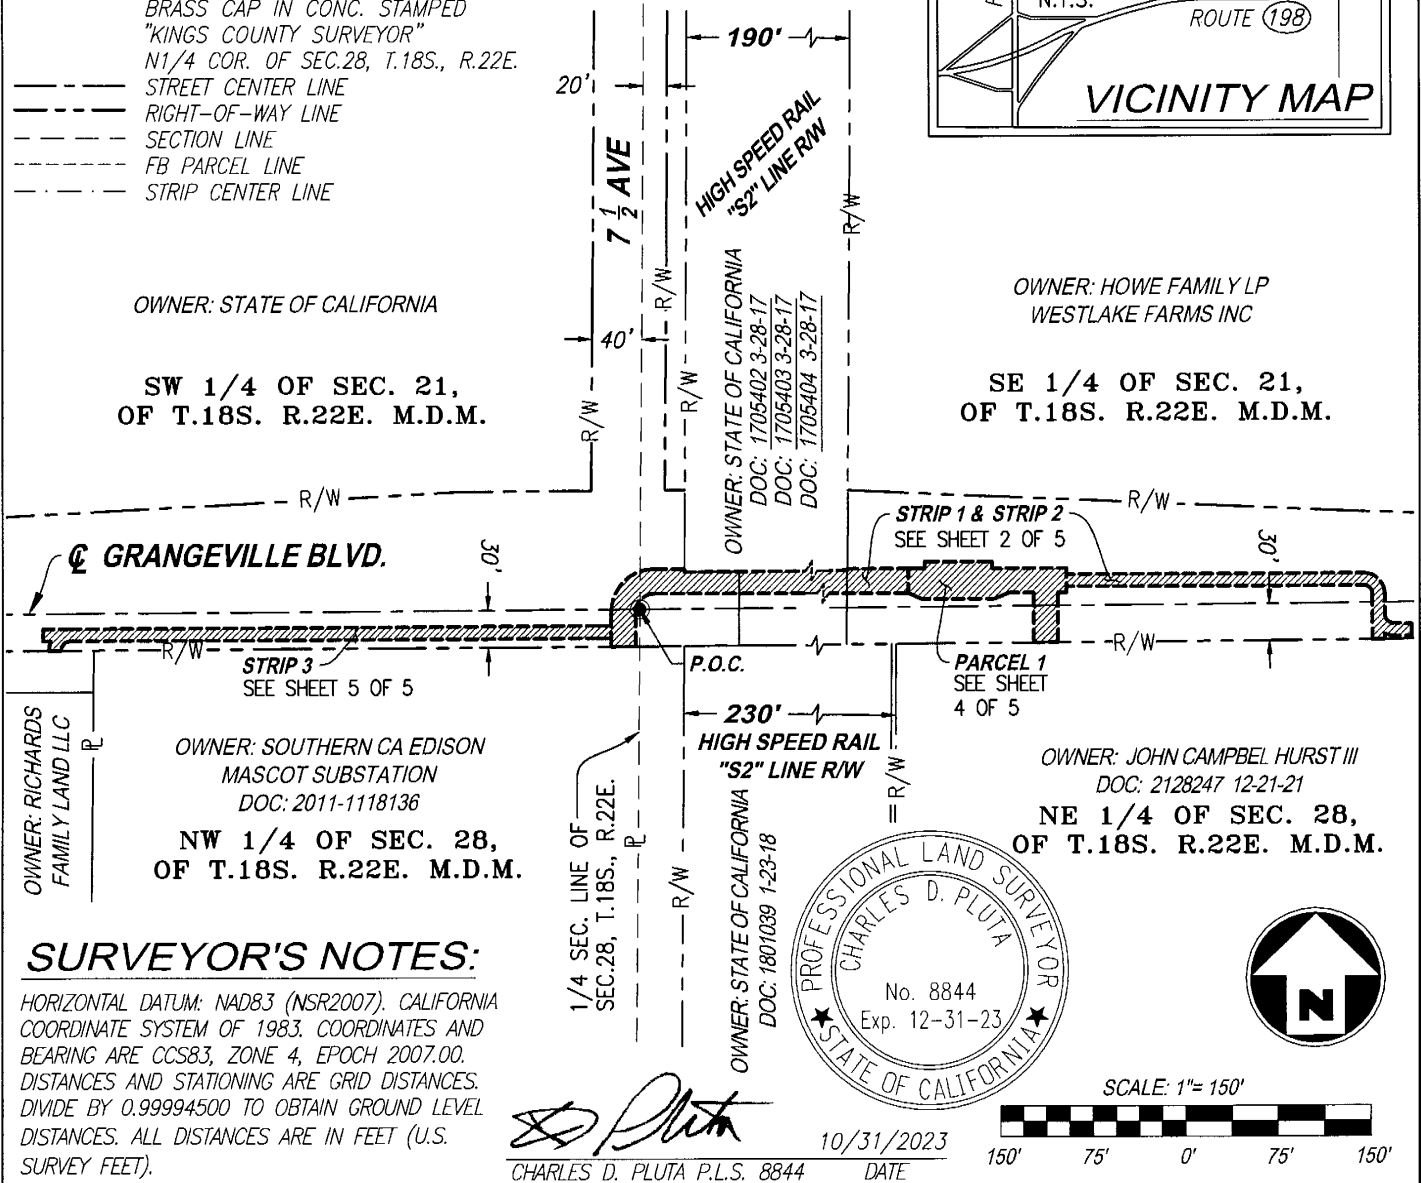 BRASS CAP IN CONC. STAMPED
"KINGS COUNTY SURVEYOR"
N1/4 COR. OF SEC.28, T.18S., R.22E.
STREET CENTER LINE
RIGHT-OF-WAY LINE
SECTION LINE
FB PARCEL LINE
STRIP CENTER LINE
190'
20'
7 1/2 AVE
HIGH SPEED RAIL
"S2" LINE R/W
R/W
N.T.S.
ROUTE 198
VICINITY MAP
OWNER: STATE OF CALIFORNIA
SW 1/4 OF SEC. 21,
OF T.18S. R.22E. M.D.M.
40'
R/W
R/W
R/W
OWNER: STATE OF CALIFORNIA
DOC: 1705402 3-28-17
DOC: 1705403 3-28-17
DOC: 1705404 3-28-17
OWNER: HOWE FAMILY LP
WESTLAKE FARMS INC
SE 1/4 OF SEC. 21,
OF T.18S. R.22E. M.D.M.
R/W
R/W
STRIP 1 & STRIP 2
SEE SHEET 2 OF 5
℄ GRANGEVILLE BLVD.
30'
30'
R/W
STRIP 3
SEE SHEET 5 OF 5
P.O.C.
PARCEL 1
SEE SHEET
4 OF 5
R/W
230'
HIGH SPEED RAIL
"S2" LINE R/W
R/W
OWNER: RICHARDS
FAMILY LAND LLC
PL
OWNER: SOUTHERN CA EDISON
MASCOT SUBSTATION
DOC: 2011-1118136
NW 1/4 OF SEC. 28,
OF T.18S. R.22E. M.D.M.
1/4 SEC. LINE OF
SEC.28, T.18S., R.22E.
PL
R/W
OWNER: STATE OF CALIFORNIA
DOC: 1801039 1-23-18
OWNER: JOHN CAMPBEL HURST III
DOC: 2128247 12-21-21
NE 1/4 OF SEC. 28,
OF T.18S. R.22E. M.D.M.
PROFESSIONAL LAND SURVEYOR
CHARLES D. PLUTA
No. 8844
Exp. 12-31-23
STATE OF CALIFORNIA
N
SURVEYOR'S NOTES:
HORIZONTAL DATUM: NAD83 (NSR2007). CALIFORNIA
COORDINATE SYSTEM OF 1983. COORDINATES AND
BEARING ARE CCS83, ZONE 4, EPOCH 2007.00.
DISTANCES AND STATIONING ARE GRID DISTANCES.
DIVIDE BY 0.99994500 TO OBTAIN GROUND LEVEL
DISTANCES. ALL DISTANCES ARE IN FEET (U.S.
SURVEY FEET).
Pluta
10/31/2023
CHARLES D. PLUTA P.L.S. 8844 DATE
SCALE: 1"= 150'
150' 75' 0' 75' 150'